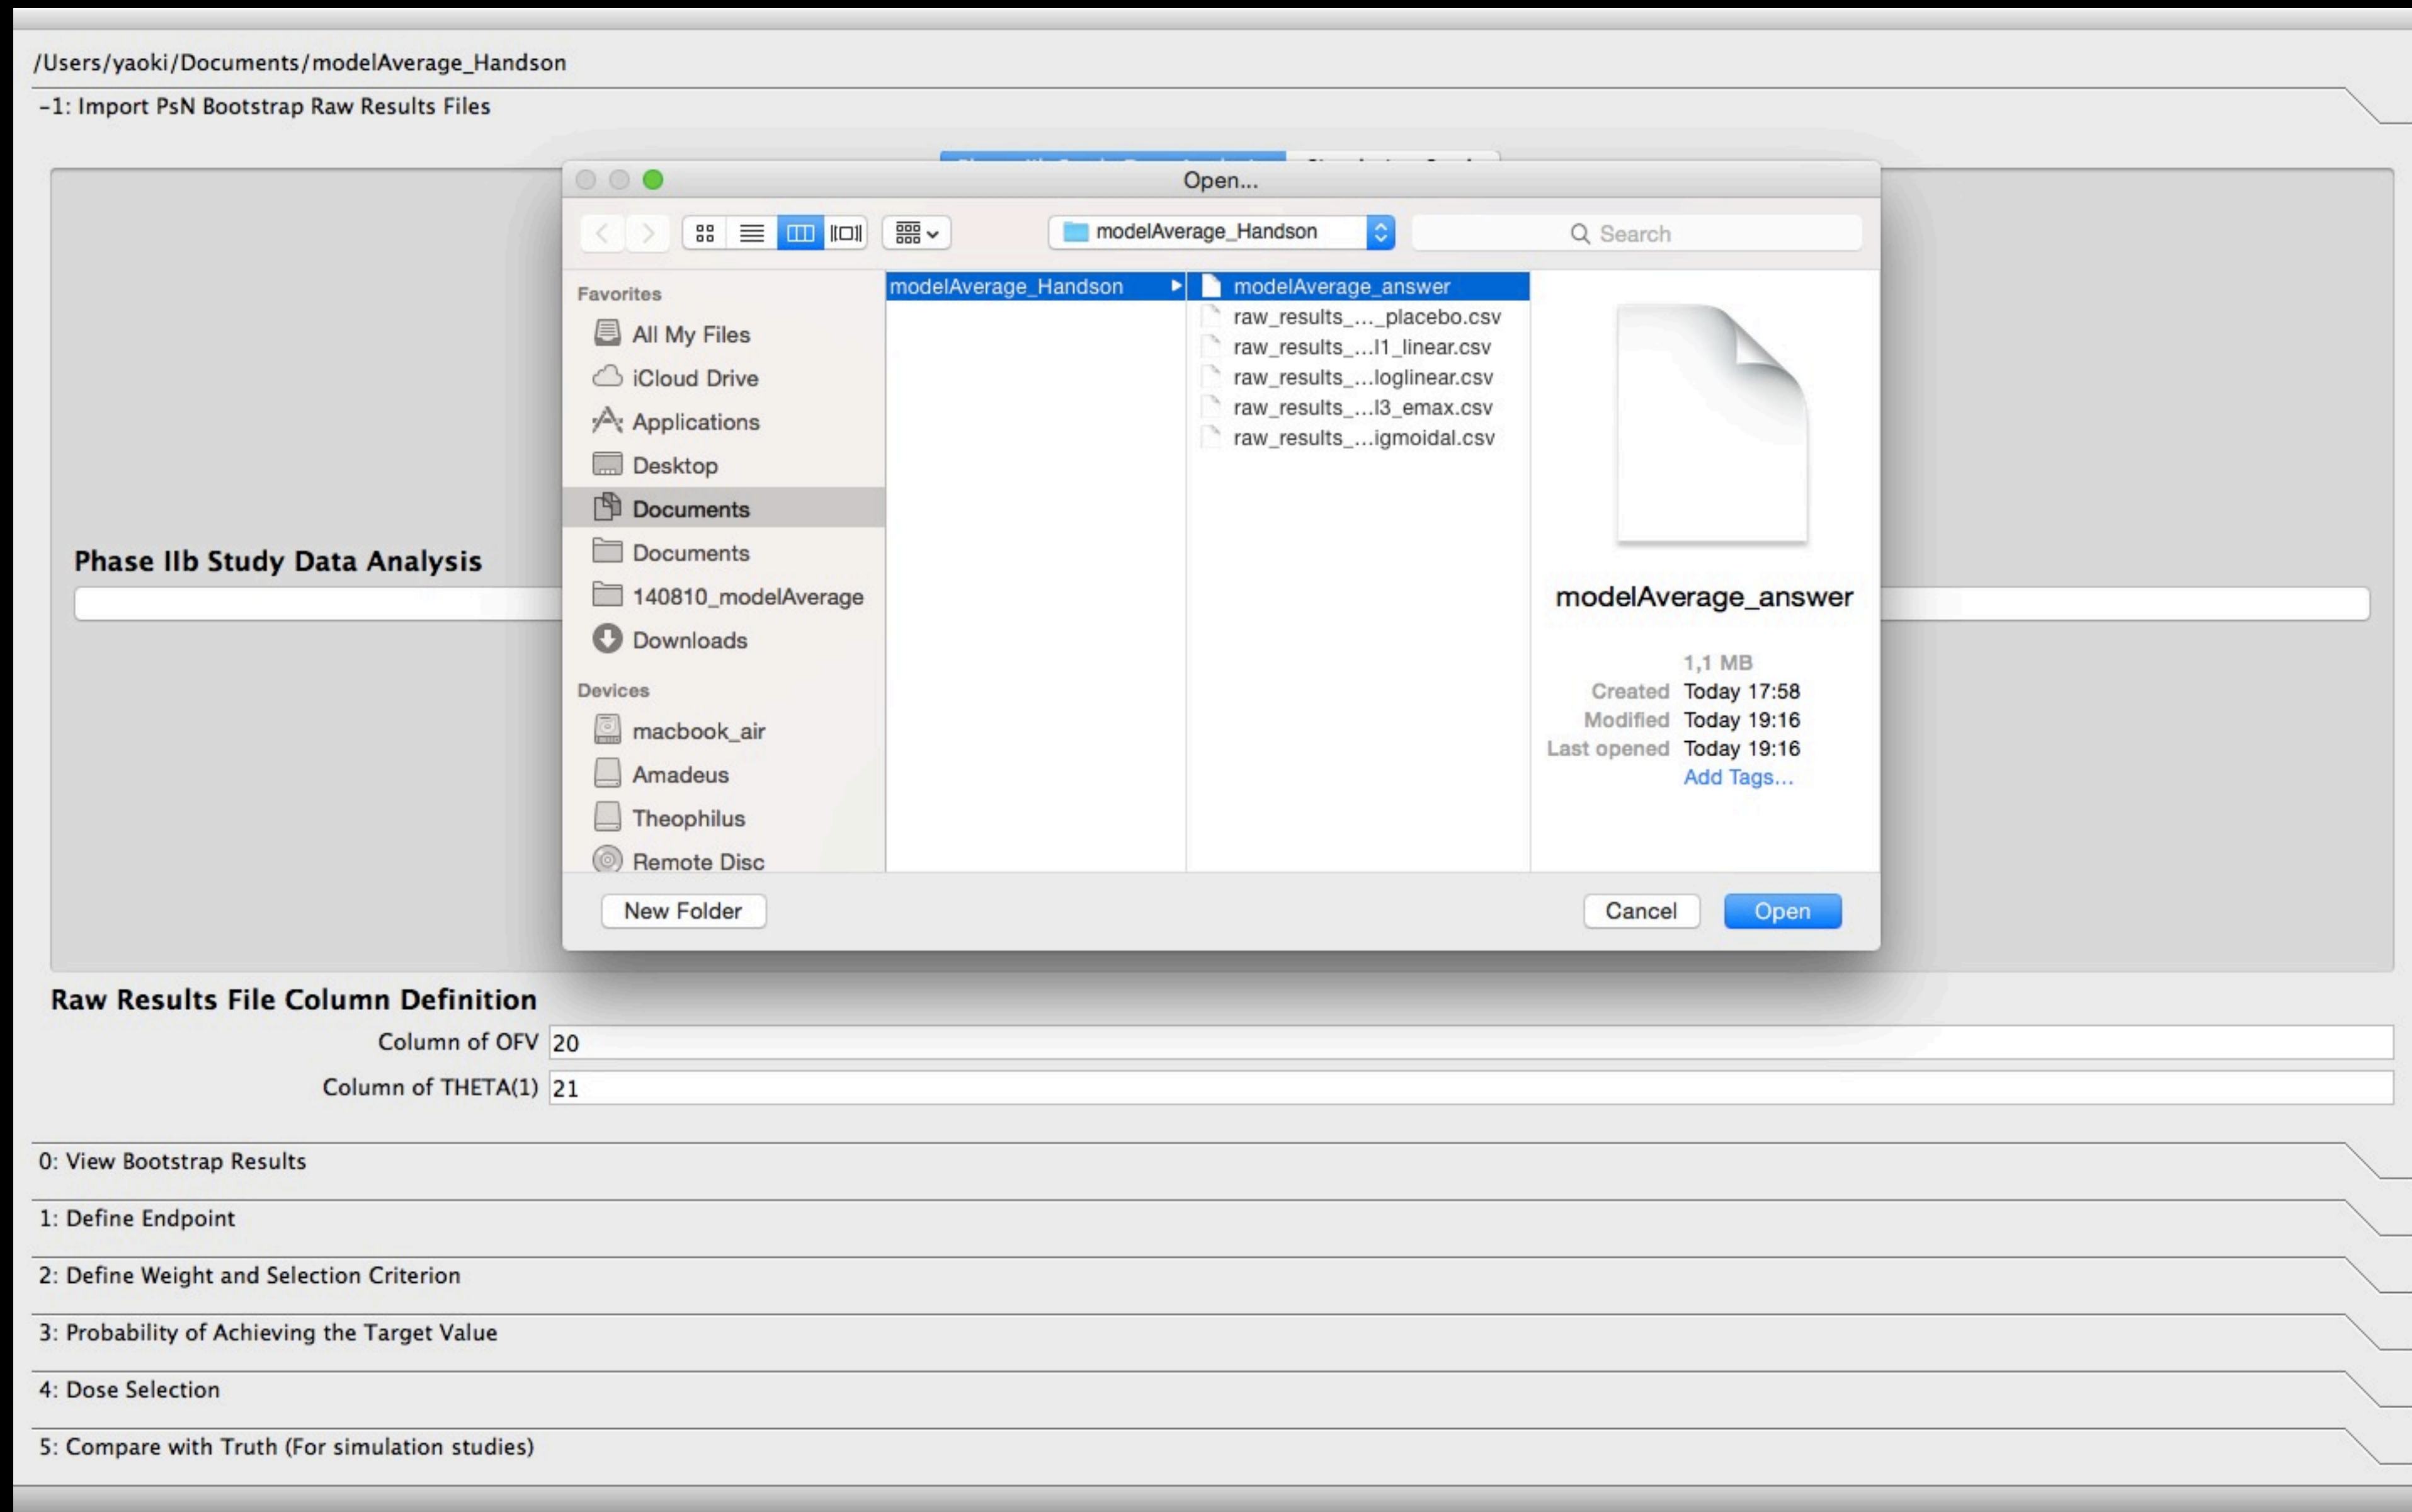 /Users/yaoki/Documents/modelAverage_Handson
-1: Import PsN Bootstrap Raw Results Files
Open...
modelAverage_Handson
Search
Favorites
All My Files
iCloud Drive
Applications
Desktop
Documents
Documents
140810_modelAverage
Downloads
Devices
macbook_air
Amadeus
Theophilus
Remote Disc
modelAverage_Handson
modelAverage_answer
raw_results_..._placebo.csv
raw_results_...l1_linear.csv
raw_results_...loglinear.csv
raw_results_...l3_emax.csv
raw_results_...igmoidal.csv
modelAverage_answer
1,1 MB
Created Today 17:58
Modified Today 19:16
Last opened Today 19:16
Add Tags...
New Folder
Cancel
Open
Phase IIb Study Data Analysis
Raw Results File Column Definition
Column of OFV 20
Column of THETA(1) 21
0: View Bootstrap Results
1: Define Endpoint
2: Define Weight and Selection Criterion
3: Probability of Achieving the Target Value
4: Dose Selection
5: Compare with Truth (For simulation studies)